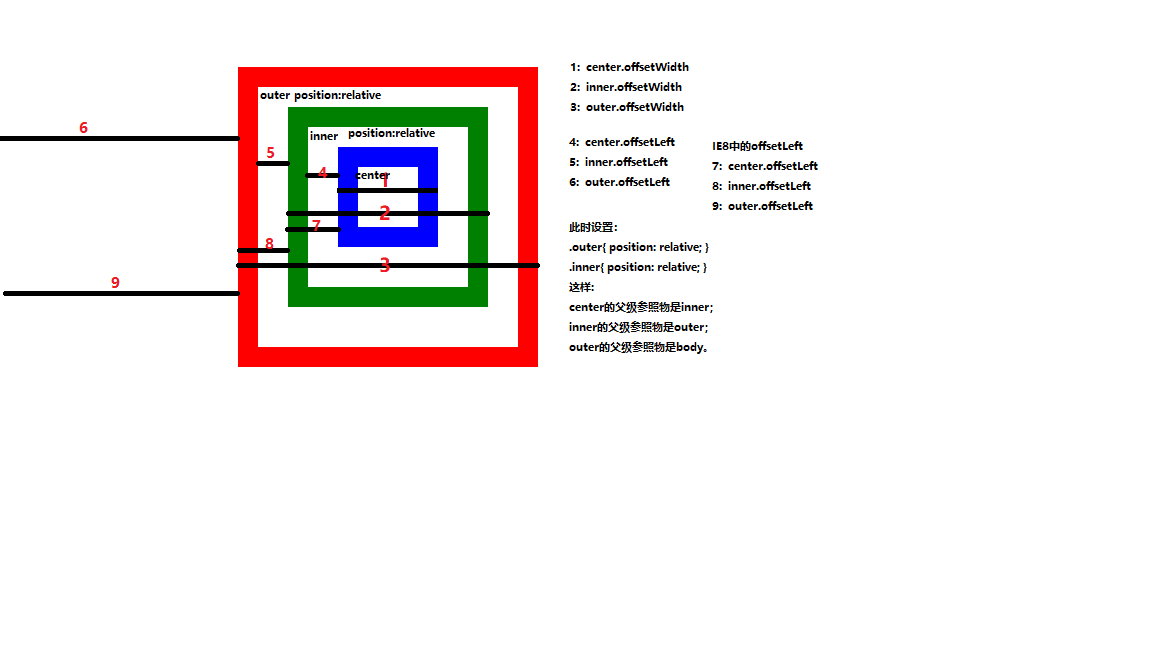 outer position:relative
inner position:relative
center
1
2
3
4
5
6
7
8
9
1: center.offsetWidth
2: inner.offsetWidth
3: outer.offsetWidth
4: center.offsetLeft
5: inner.offsetLeft
6: outer.offsetLeft
IE8中的offsetLeft
7: center.offsetLeft
8: inner.offsetLeft
9: outer.offsetLeft
此时设置：
.outer{ position: relative; }
.inner{ position: relative; }
这样：
center的父级参照物是inner；
inner的父级参照物是outer；
outer的父级参照物是body。